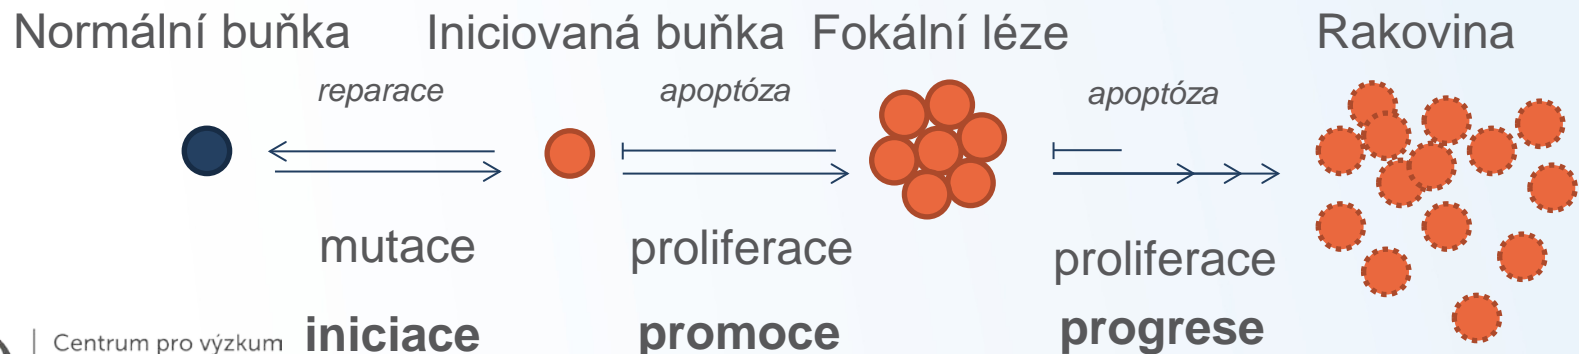 Normální buňka Iniciovaná buňka Fokální léze Rakovina
reparace apoptóza apoptóza
mutace proliferace proliferace
Centrum pro výzkum iniciace promoce progrese